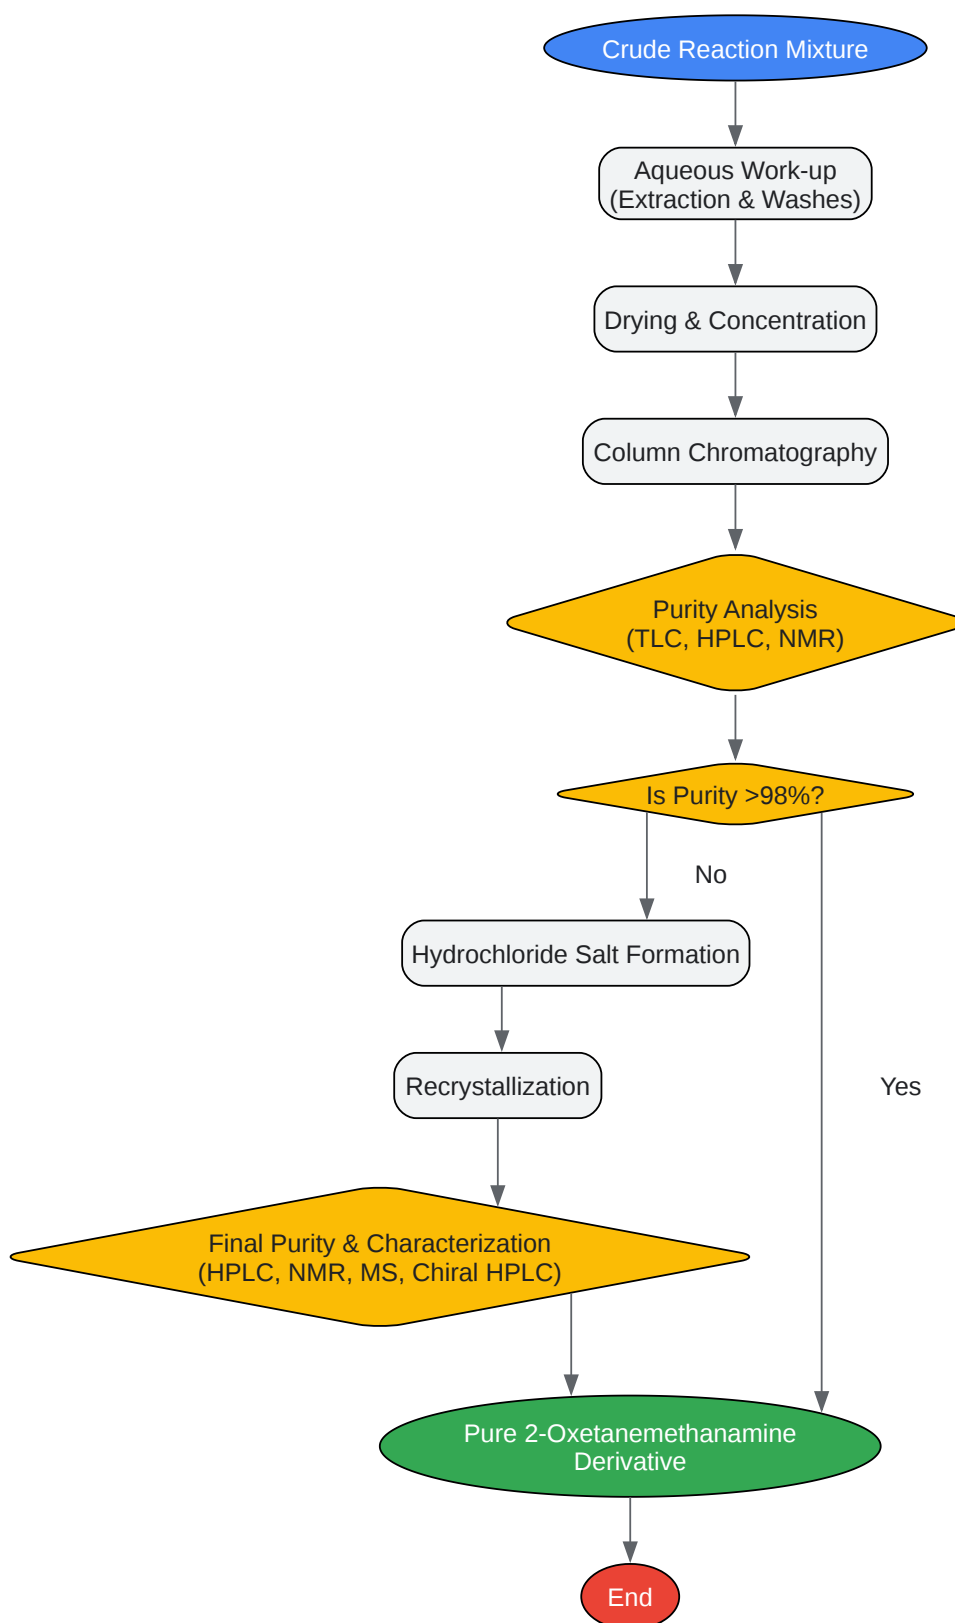 Crude Reaction Mixture
Aqueous Work-up
(Extraction & Washes)
Drying & Concentration
Column Chromatography
Purity Analysis
(TLC, HPLC, NMR)
Is Purity >98%?
No
Hydrochloride Salt Formation
Recrystallization
Yes
Final Purity & Characterization
(HPLC, NMR, MS, Chiral HPLC)
Pure 2-Oxetanemethanamine
Derivative
End